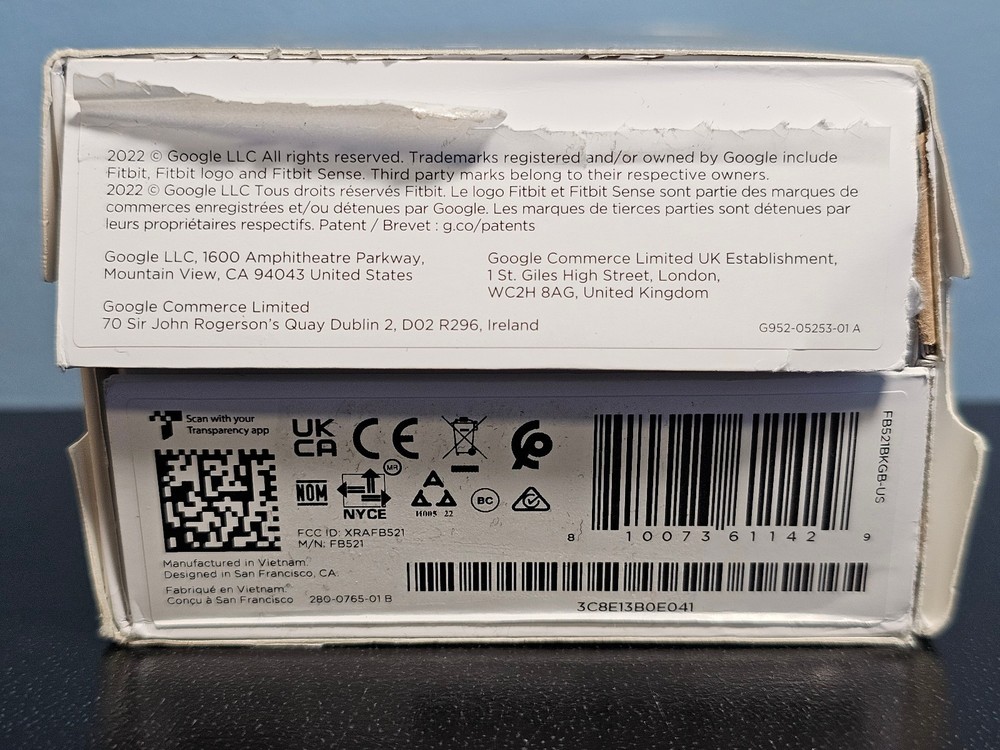 2022 © Google LLC All rights reserved. Trademarks registered and/or owned by Google include
Fitbit, Fitbit logo and Fitbit Sense. Third party marks belong to their respective owners.
2022 © Google LLC Tous droits réservés Fitbit. Le logo Fitbit et Fitbit Sense sont partie des marques de
commerces enregistrées et/ou détenues par Google. Les marques de tierces parties sont détenues par
leurs propriétaires respectifs. Patent / Brevet : g.co/patents
Google LLC, 1600 Amphitheatre Parkway,
Mountain View, CA 94043 United States
Google Commerce Limited UK Establishment,
1 St. Giles High Street, London,
WC2H 8AG, United Kingdom
Google Commerce Limited
70 Sir John Rogerson's Quay Dublin 2, D02 R296, Ireland
G952-05253-01 A
Scan with your
Transparency app
UK
CA
CE
NOM
MR
NYCE
BC
FCC ID: XRAFB521
M/N: FB521
Manufactured in Vietnam.
Designed in San Francisco, CA.
Fabriqué en Vietnam.
Conçu à San Francisco
280-0765-01 B
8 10073 61142 9
FB521BKGB-US
3C8E13B0E041